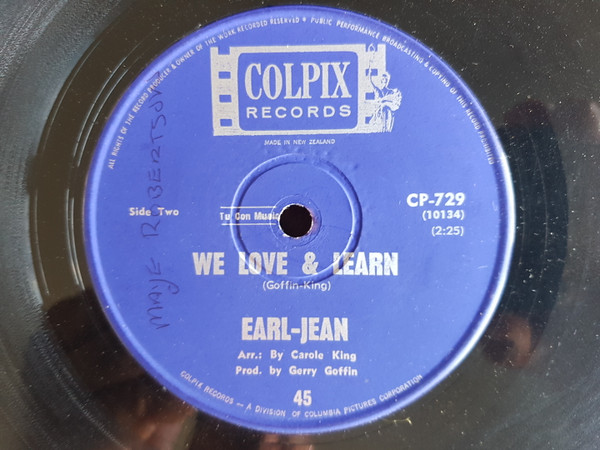 ALL RIGHTS OF THE RECORD PRODUCER & OWNER OF THE WORK RECORDED RESERVED • PUBLIC PERFORMANCE BROADCASTING & COPYING OF THIS RECORD PROHIBITED
COLPIX
RECORDS
MADE IN NEW ZEALAND
MAYE ROBERTSON
Side Two
Tu-Con Music
CP-729
(10134)
(2:25)
WE LOVE & LEARN
(Goffin-King)
EARL-JEAN
Arr.: By Carole King
Prod. by Gerry Goffin
45
COLPIX RECORDS — A DIVISION OF COLUMBIA PICTURES CORPORATION